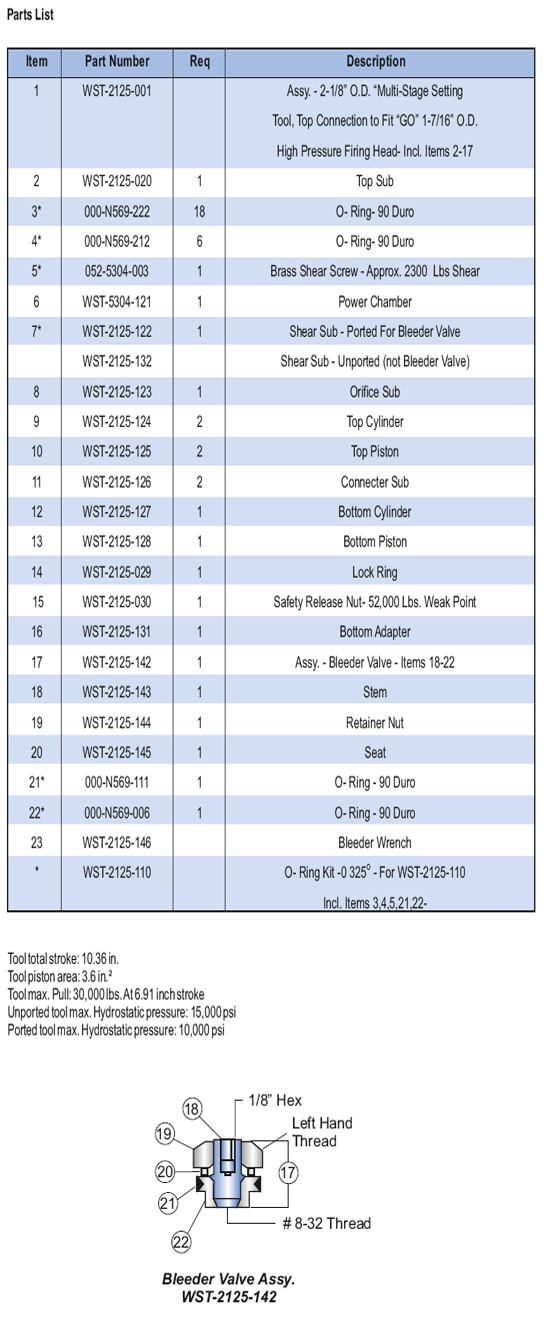 Parts List
Item Part Number Req Description
1 WST-2125-001 Assy. - 2-1/8” O.D. “Multi-Stage Setting
Tool, Top Connection to Fit “GO” 1-7/16” O.D.
High Pressure Firing Head- Incl. Items 2-17
2 WST-2125-020 1 Top Sub
3* 000-N569-222 18 O- Ring- 90 Duro
4* 000-N569-212 6 O- Ring- 90 Duro
5* 052-5304-003 1 Brass Shear Screw - Approx. 2300 Lbs Shear
6 WST-5304-121 1 Power Chamber
7* WST-2125-122 1 Shear Sub - Ported For Bleeder Valve
WST-2125-132 Shear Sub - Unported (not Bleeder Valve)
8 WST-2125-123 1 Orifice Sub
9 WST-2125-124 2 Top Cylinder
10 WST-2125-125 2 Top Piston
11 WST-2125-126 2 Connecter Sub
12 WST-2125-127 1 Bottom Cylinder
13 WST-2125-128 1 Bottom Piston
14 WST-2125-029 1 Lock Ring
15 WST-2125-030 1 Safety Release Nut- 52,000 Lbs. Weak Point
16 WST-2125-131 1 Bottom Adapter
17 WST-2125-142 1 Assy. - Bleeder Valve - Items 18-22
18 WST-2125-143 1 Stem
19 WST-2125-144 1 Retainer Nut
20 WST-2125-145 1 Seat
21* 000-N569-111 1 O- Ring - 90 Duro
22* 000-N569-006 1 O- Ring - 90 Duro
23 WST-2125-146 Bleeder Wrench
* WST-2125-110 O- Ring Kit -0 325° - For WST-2125-110
Incl. Items 3,4,5,21,22-
Tool total stroke: 10.36 in.
Tool piston area: 3.6 in.²
Tool max. Pull: 30,000 lbs. At 6.91 inch stroke
Unported tool max. Hydrostatic pressure: 15,000 psi
Ported tool max. Hydrostatic pressure: 10,000 psi
18 1/8” Hex
19 Left Hand
Thread
20 17
21
22 # 8-32 Thread
Bleeder Valve Assy.
WST-2125-142